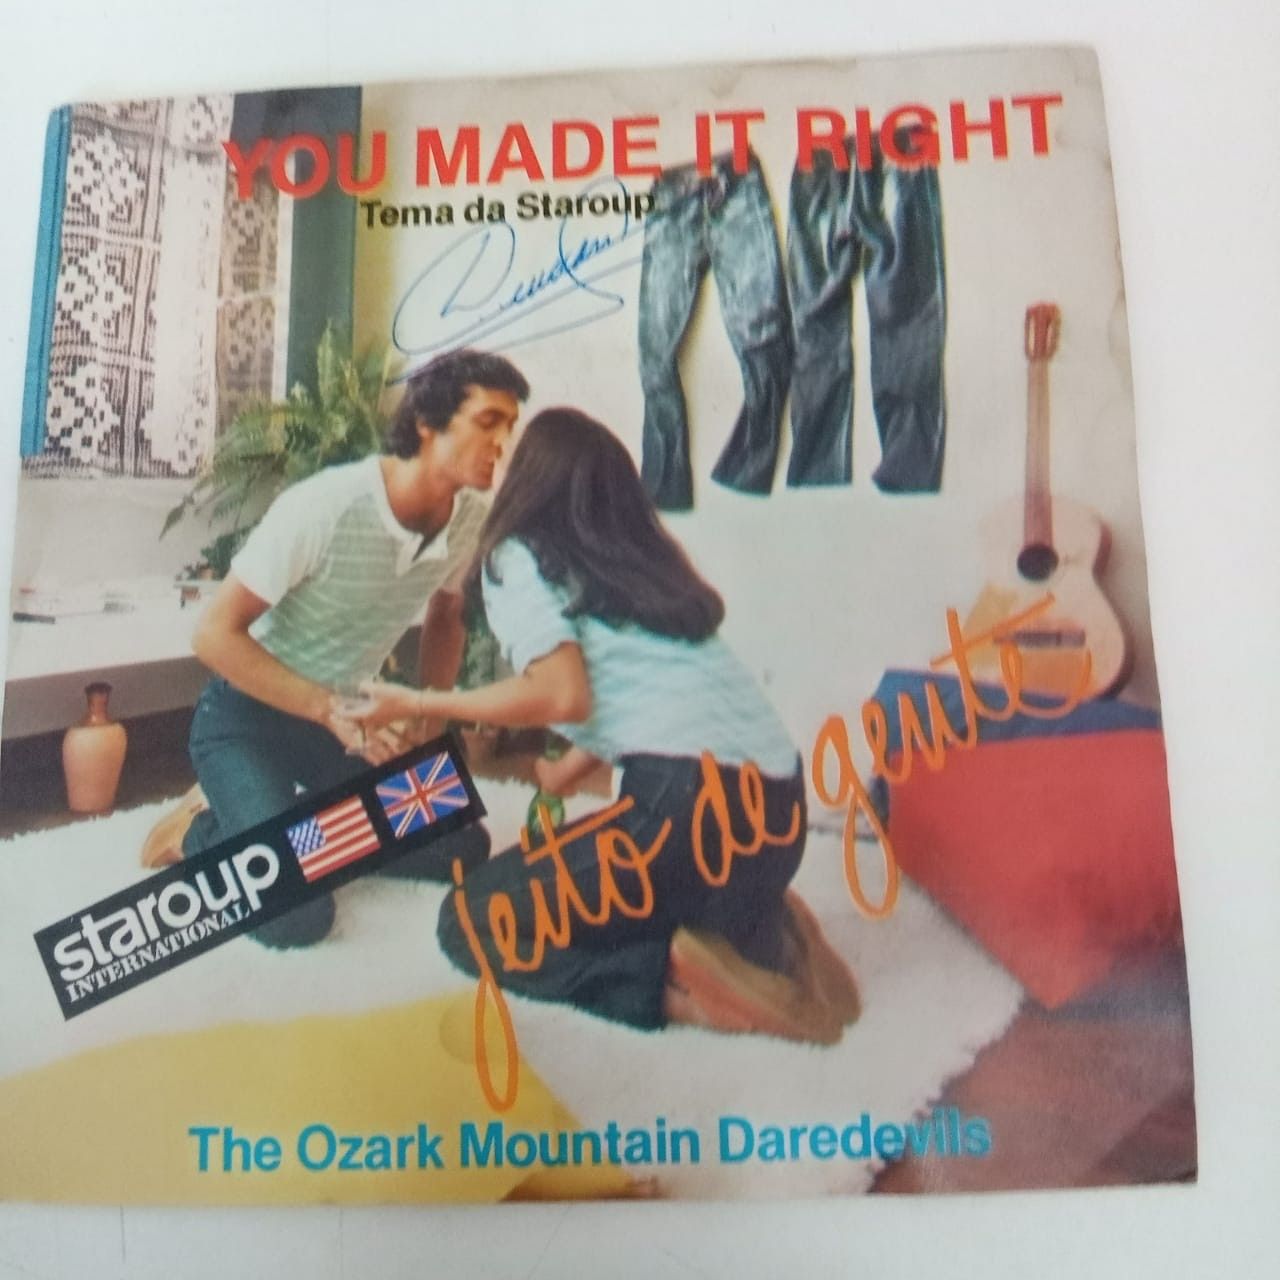 YOU MADE IT RIGHT
Tema da Staroup
staroup
INTERNATIONAL
jeito de gente
The Ozark Mountain Daredevils